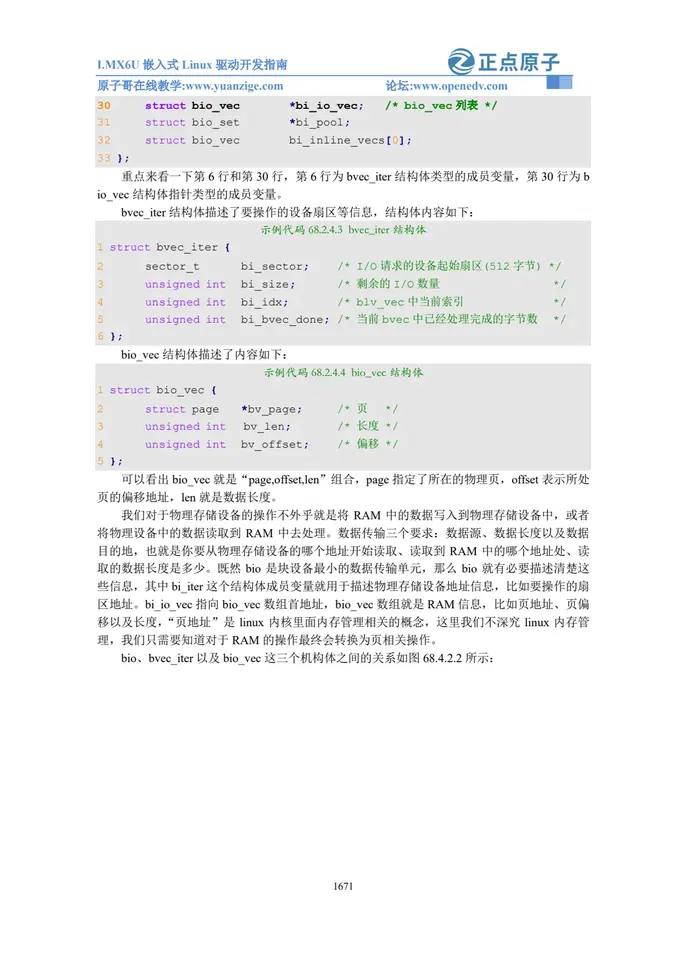 I.MX6U 嵌入式 Linux 驱动开发指南
正点原子
原子哥在线教学:www.yuanzige.com 论坛:www.openedv.com
30 struct bio_vec *bi_io_vec; /* bio_vec 列表 */
31 struct bio_set *bi_pool;
32 struct bio_vec bi_inline_vecs[0];
33 };
重点来看一下第 6 行和第 30 行，第 6 行为 bvec_iter 结构体类型的成员变量，第 30 行为 b
io_vec 结构体指针类型的成员变量。
bvec_iter 结构体描述了要操作的设备扇区等信息，结构体内容如下：
示例代码 68.2.4.3 bvec_iter 结构体
1 struct bvec_iter {
2 sector_t bi_sector; /* I/O 请求的设备起始扇区(512 字节) */
3 unsigned int bi_size; /* 剩余的 I/O 数量 */
4 unsigned int bi_idx; /* blv_vec 中当前索引 */
5 unsigned int bi_bvec_done; /* 当前 bvec 中已经处理完成的字节数 */
6 };
bio_vec 结构体描述了内容如下：
示例代码 68.2.4.4 bio_vec 结构体
1 struct bio_vec {
2 struct page *bv_page; /* 页 */
3 unsigned int bv_len; /* 长度 */
4 unsigned int bv_offset; /* 偏移 */
5 };
可以看出 bio_vec 就是“page,offset,len”组合，page 指定了所在的物理页，offset 表示所处
页的偏移地址，len 就是数据长度。
我们对于物理存储设备的操作不外乎就是将 RAM 中的数据写入到物理存储设备中，或者
将物理设备中的数据读取到 RAM 中去处理。数据传输三个要求：数据源、数据长度以及数据
目的地，也就是你要从物理存储设备的哪个地址开始读取、读取到 RAM 中的哪个地址处、读
取的数据长度是多少。既然 bio 是块设备最小的数据传输单元，那么 bio 就有必要描述清楚这
些信息，其中 bi_iter 这个结构体成员变量就用于描述物理存储设备地址信息，比如要操作的扇
区地址。bi_io_vec 指向 bio_vec 数组首地址，bio_vec 数组就是 RAM 信息，比如页地址、页偏
移以及长度，“页地址”是 linux 内核里面内存管理相关的概念，这里我们不深究 linux 内存管
理，我们只需要知道对于 RAM 的操作最终会转换为页相关操作。
bio、bvec_iter 以及 bio_vec 这三个机构体之间的关系如图 68.4.2.2 所示：
1671